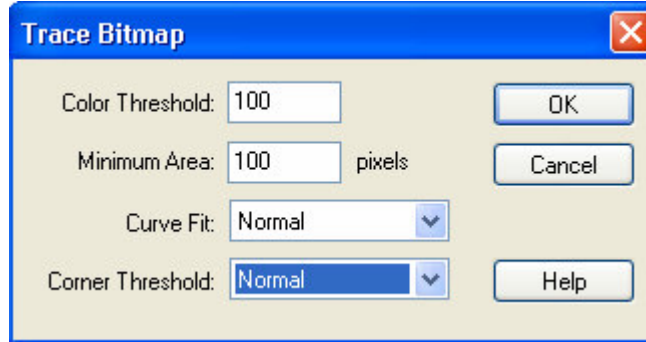 Trace Bitmap
Color Threshold: 100 OK
Minimum Area: 100 pixels Cancel
Curve Fit: Normal
Corner Threshold: Normal Help